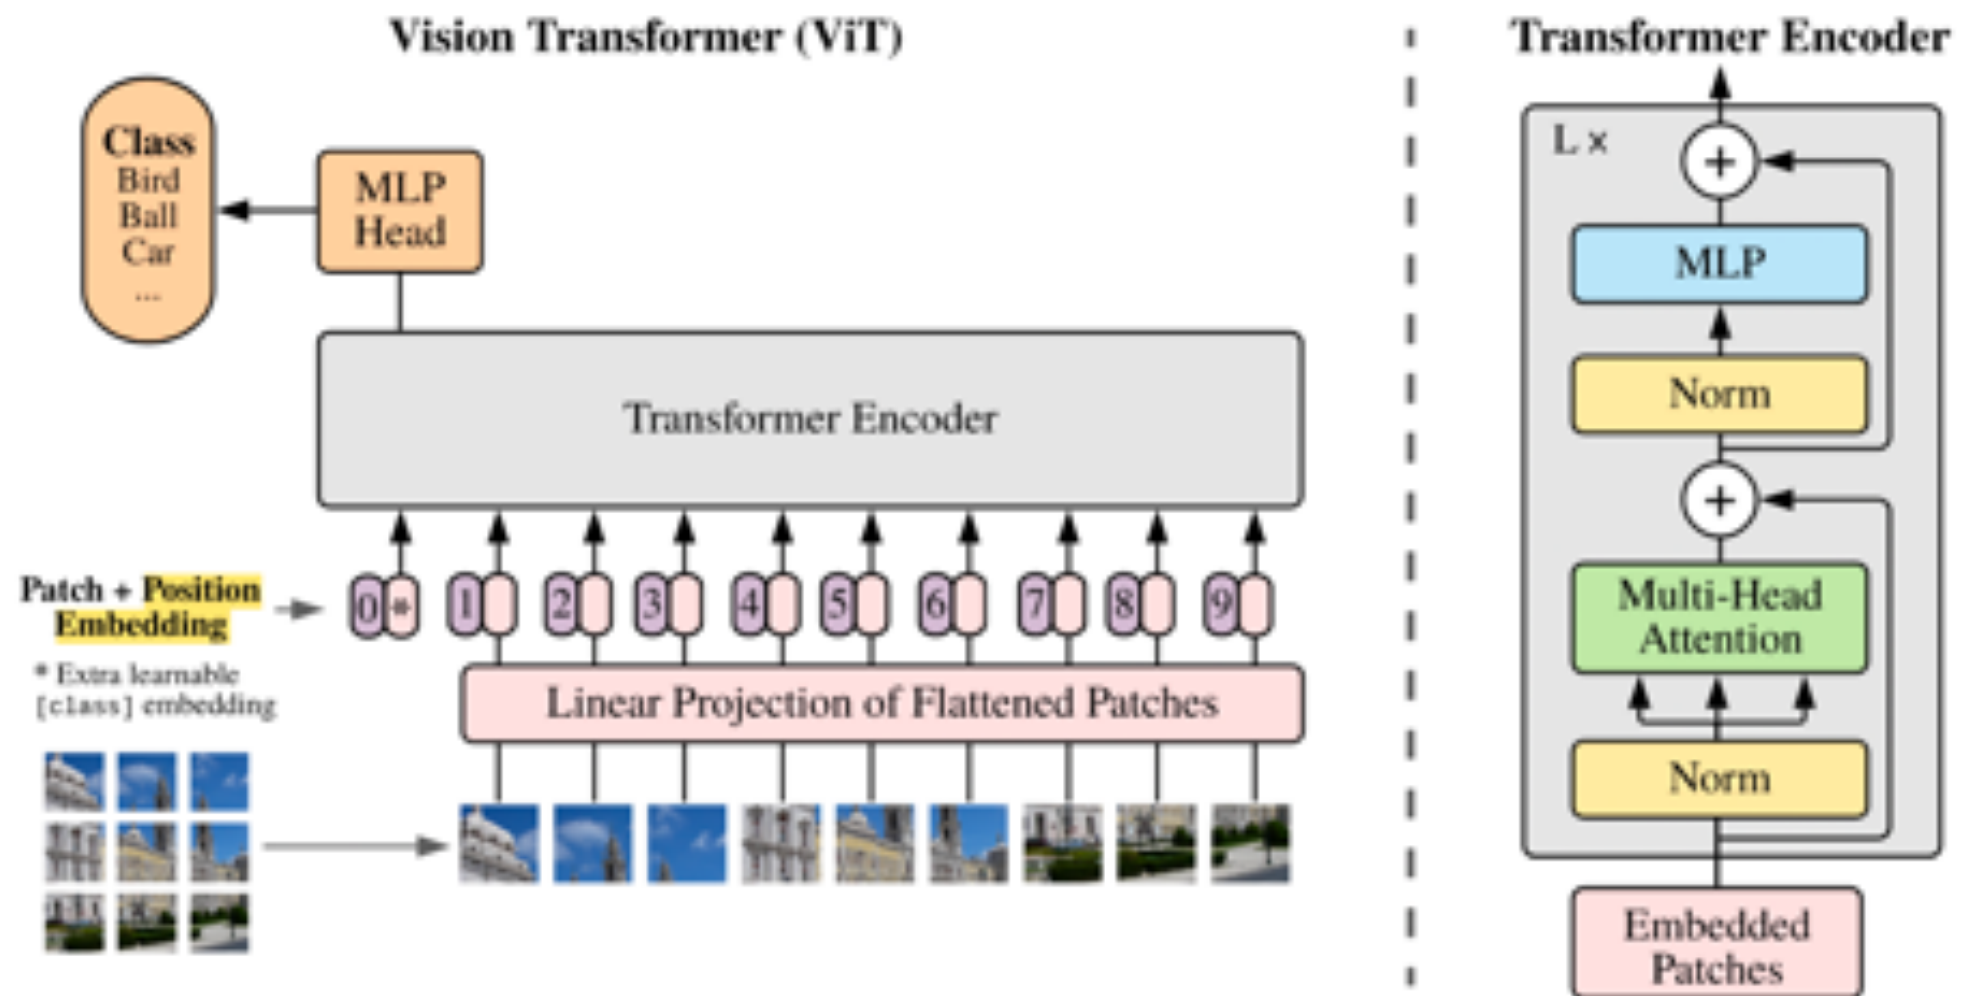 Vision Transformer (ViT)
Class
Bird
Ball
Car
...
MLP
Head
Transformer Encoder
Patch + Position
Embedding
0 * 1 2 3 4 5 6 7 8 9
* Extra learnable
[class] embedding
Linear Projection of Flattened Patches
Transformer Encoder
L ×
+
MLP
Norm
+
Multi-Head
Attention
Norm
Embedded
Patches